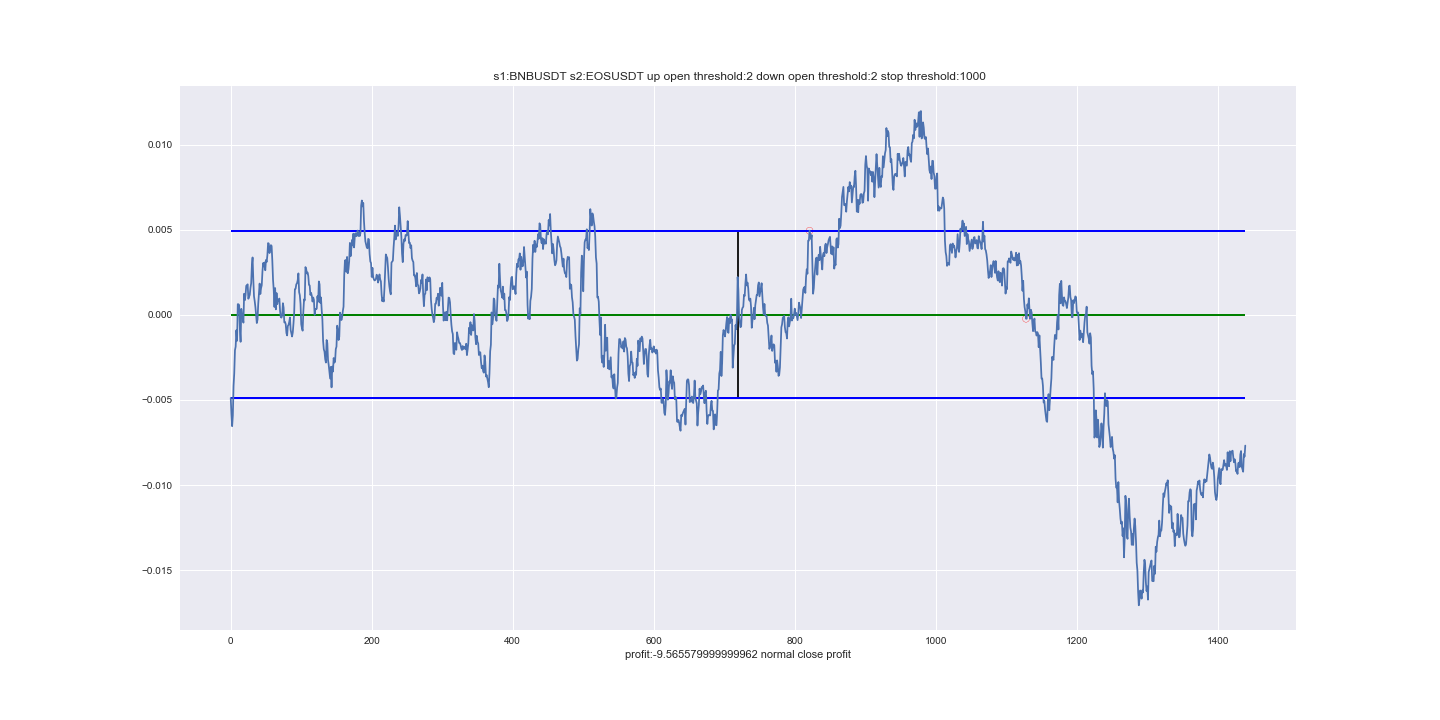 s1:BNBUSDT s2:EOSUSDT up open threshold:2 down open threshold:2 stop threshold:1000
0.010
0.005
0.000
−0.005
−0.010
−0.015
0 200 400 600 800 1000 1200 1400
profit:-9.565579999999962 normal close profit